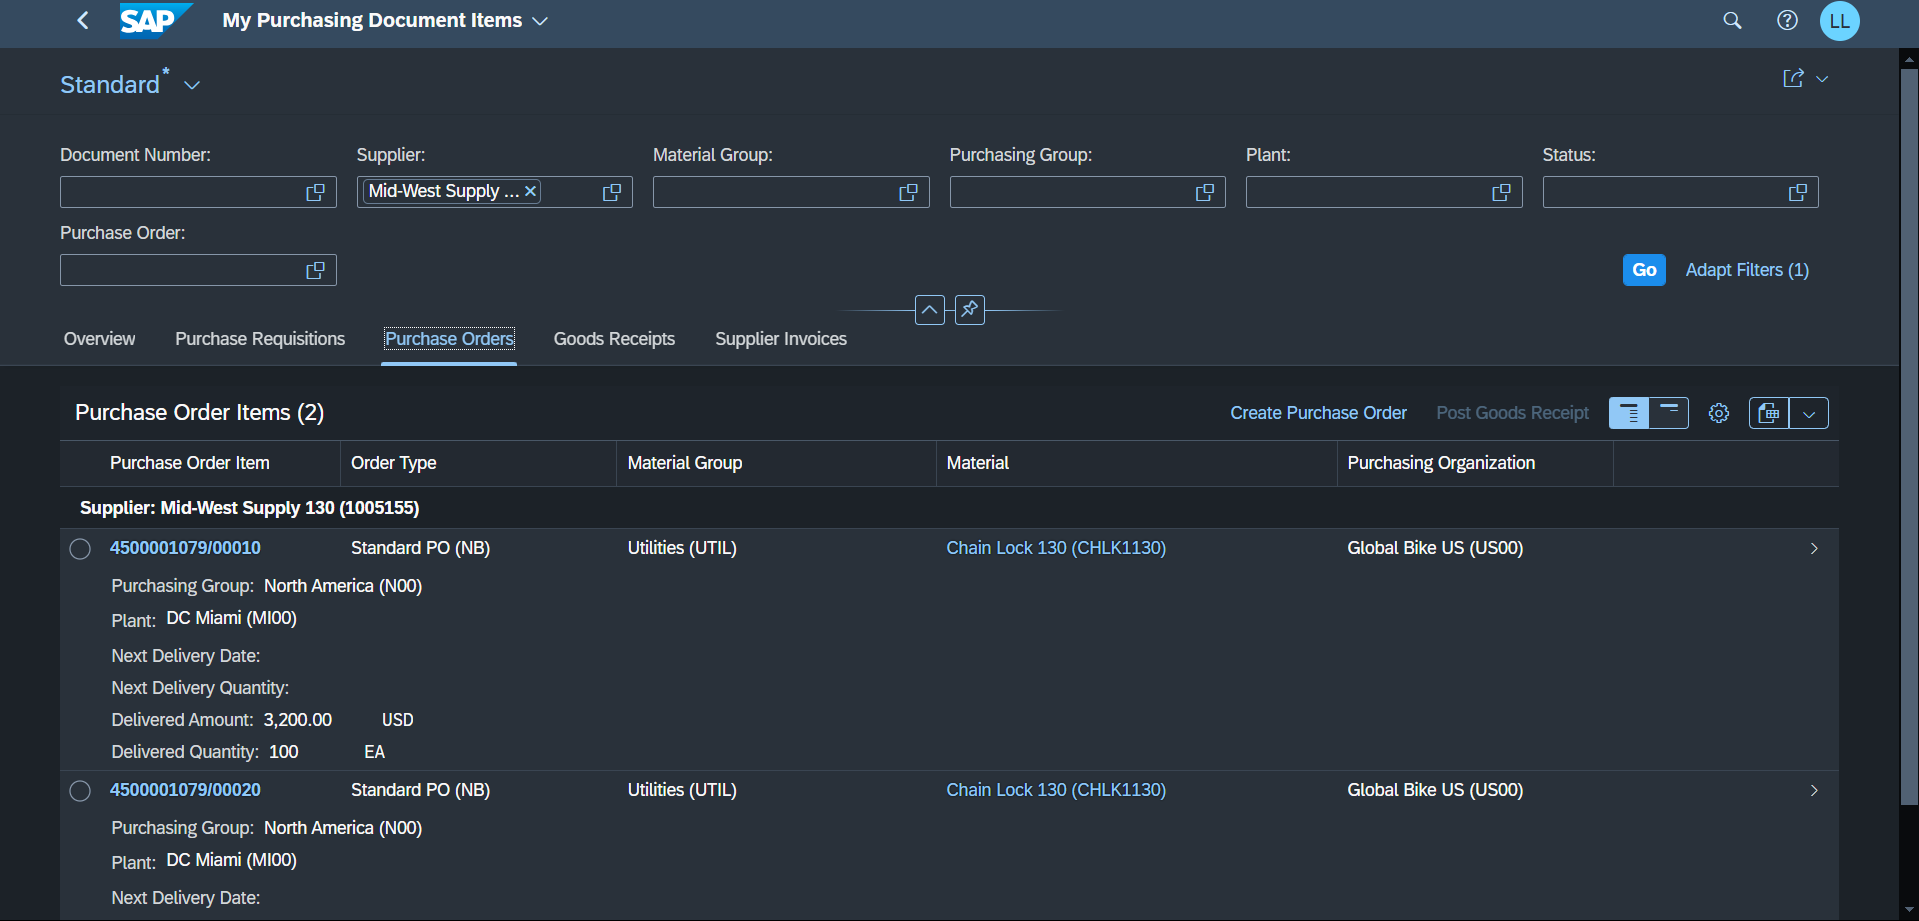 SAP My Purchasing Document Items LL
Standard*
Document Number: Supplier: Material Group: Purchasing Group: Plant: Status:
Mid-West Supply ...
Purchase Order:
Go Adapt Filters (1)
Overview Purchase Requisitions Purchase Orders Goods Receipts Supplier Invoices
Purchase Order Items (2) Create Purchase Order Post Goods Receipt
Purchase Order Item Order Type Material Group Material Purchasing Organization
Supplier: Mid-West Supply 130 (1005155)
4500001079/00010 Standard PO (NB) Utilities (UTIL) Chain Lock 130 (CHLK1130) Global Bike US (US00)
Purchasing Group: North America (N00)
Plant: DC Miami (MI00)
Next Delivery Date:
Next Delivery Quantity:
Delivered Amount: 3,200.00 USD
Delivered Quantity: 100 EA
4500001079/00020 Standard PO (NB) Utilities (UTIL) Chain Lock 130 (CHLK1130) Global Bike US (US00)
Purchasing Group: North America (N00)
Plant: DC Miami (MI00)
Next Delivery Date: